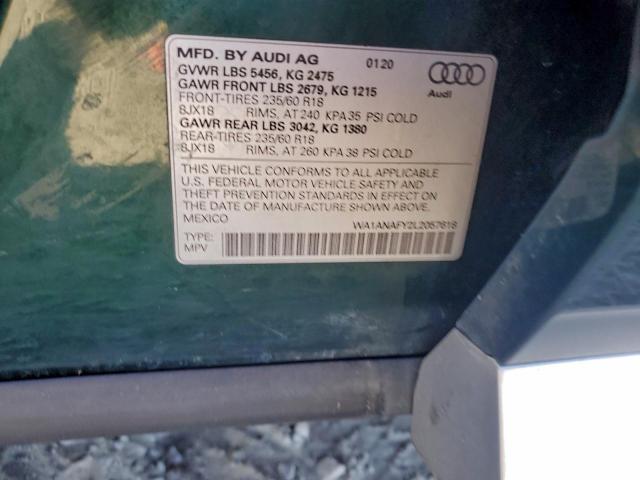 MFD. BY AUDI AG 0120
GVWR LBS 5456, KG 2475
GAWR FRONT LBS 2679, KG 1215
FRONT-TIRES 235/60 R18
8JX18 RIMS, AT 240 KPA 35 PSI COLD
GAWR REAR LBS 3042, KG 1380
REAR-TIRES 235/60 R18
8JX18 RIMS, AT 260 KPA 38 PSI COLD
Audi
THIS VEHICLE CONFORMS TO ALL APPLICABLE
U.S. FEDERAL MOTOR VEHICLE SAFETY AND
THEFT PREVENTION STANDARDS IN EFFECT ON
THE DATE OF MANUFACTURE SHOWN ABOVE.
MEXICO WA1ANAFY2L2057618
TYPE:
MPV